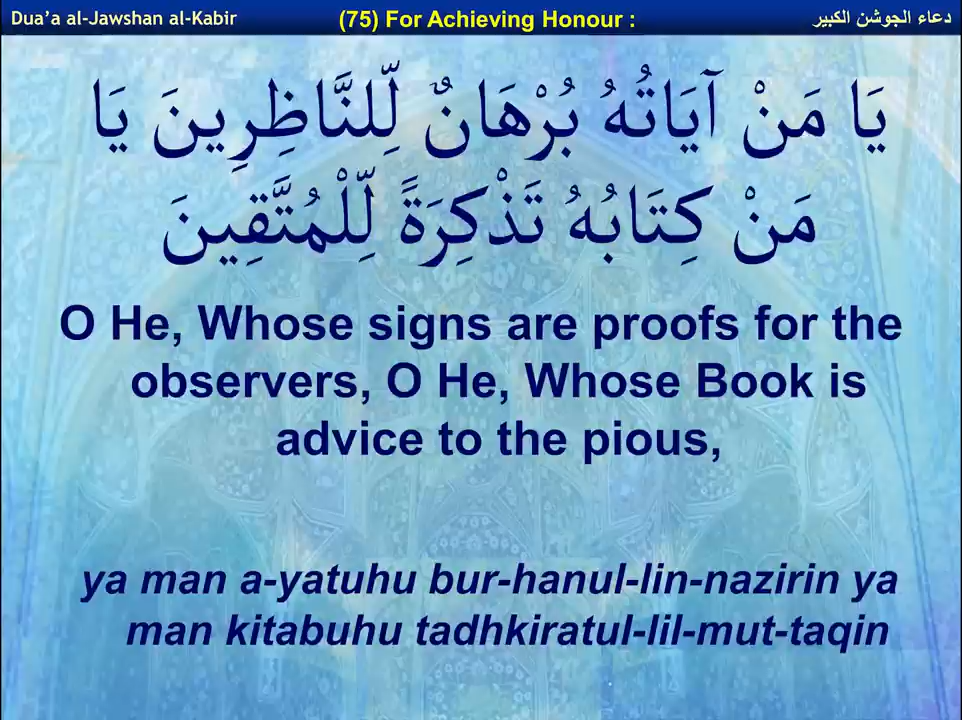 Dua'a al-Jawshan al-Kabir (75) For Achieving Honour : دعاء الجوشن الكبير
يَا مَنْ آيَاتُهُ بُرْهَانٌ لِّلنَّاظِرِينَ يَا
مَنْ كِتَابُهُ تَذْكِرَةً لِّلْمُتَّقِينَ
O He, Whose signs are proofs for the
observers, O He, Whose Book is
advice to the pious,
ya man a-yatuhu bur-hanul-lin-nazirin ya
man kitabuhu tadhkiratul-lil-mut-taqin